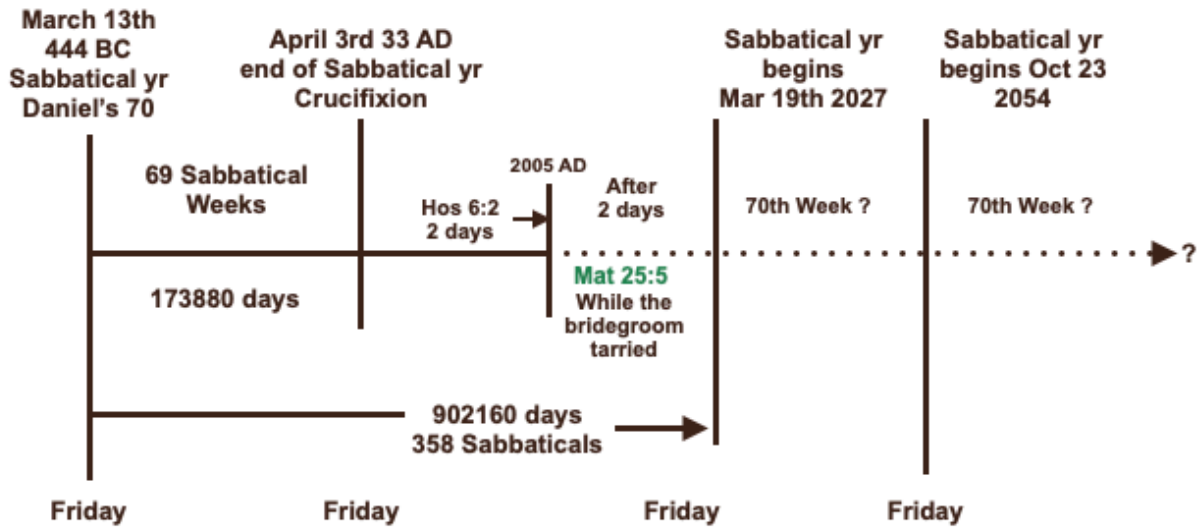 March 13th
444 BC
Sabbatical yr
Daniel's 70
April 3rd 33 AD
end of Sabbatical yr
Crucifixion
Sabbatical yr
begins
Mar 19th 2027
Sabbatical yr
begins Oct 23
2054
69 Sabbatical
Weeks
Hos 6:2
2 days
2005 AD
After
2 days
70th Week ?
70th Week ?
?
173880 days
Mat 25:5
While the
bridegroom
tarried
902160 days
358 Sabbaticals
Friday
Friday
Friday
Friday